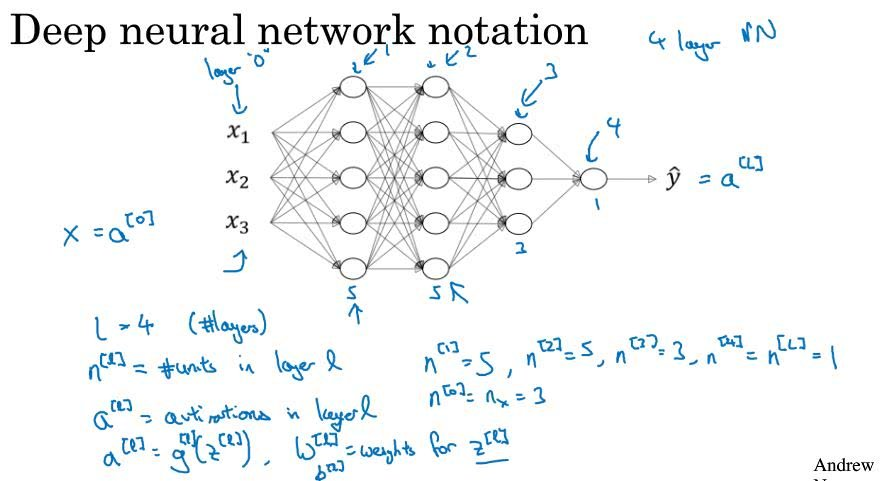 Deep neural network notation
4 layer NN
layer "0"
1
2
3
4
x₁
x₂
x₃
ŷ = a^[L]
X = a^[0]
5
5
3
1
L = 4 (#layers)
n^[l] = #units in layer l
n^[1] = 5, n^[2] = 5, n^[3] = 3, n^[4] = n^[L] = 1
n^[0] = n_x = 3
a^[l] = activations in layer l
a^[l] = g^[l](z^[l]), W^[l] = weights for z^[l]
b^[l]
Andrew